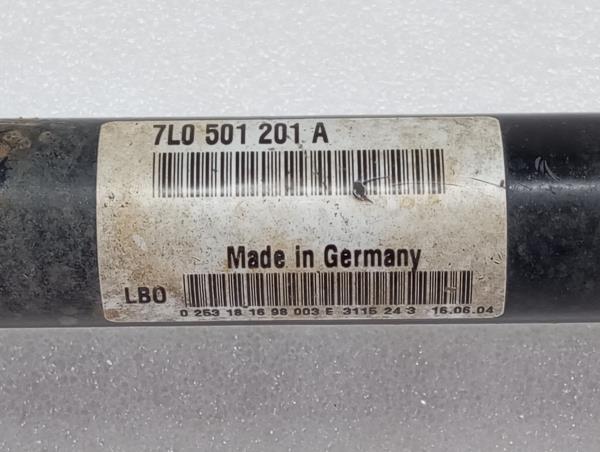 7L0 501 201 A
Made in Germany
LBO
0 253 18 16 98 003 E 3115 24 3 16.06.04